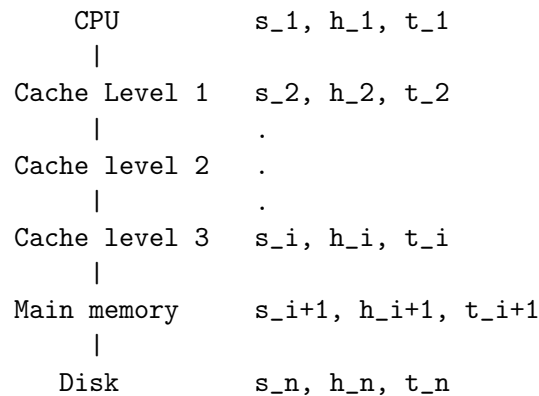 CPU s_1, h_1, t_1
|
Cache Level 1 s_2, h_2, t_2
| .
Cache level 2 .
| .
Cache level 3 s_i, h_i, t_i
|
Main memory s_i+1, h_i+1, t_i+1
|
Disk s_n, h_n, t_n